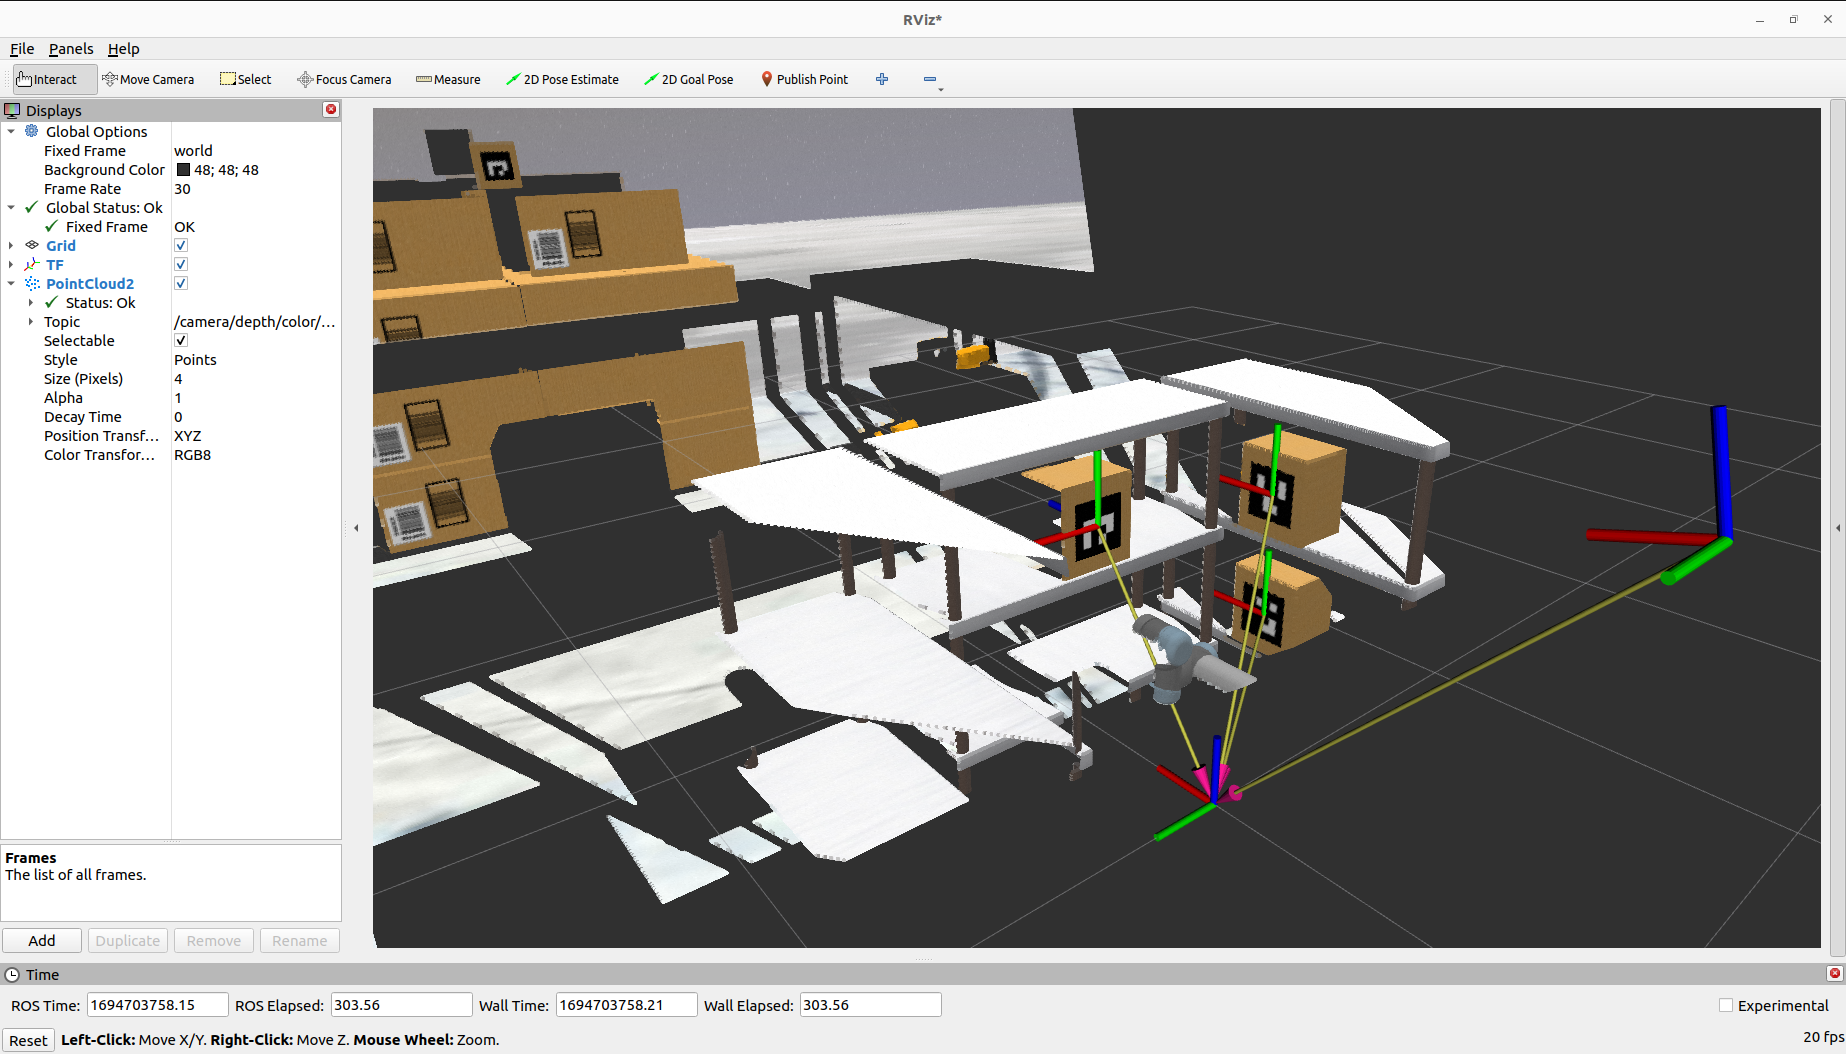 RViz*
File Panels Help
Interact Move Camera Select Focus Camera Measure 2D Pose Estimate 2D Goal Pose Publish Point
Displays
Global Options
Fixed Frame world
Background Color 48; 48; 48
Frame Rate 30
Global Status: Ok
Fixed Frame OK
Grid
TF
PointCloud2
Status: Ok
Topic /camera/depth/color/...
Selectable
Style Points
Size (Pixels) 4
Alpha 1
Decay Time 0
Position Transf... XYZ
Color Transfor... RGB8
Frames
The list of all frames.
Add Duplicate Remove Rename
Time
ROS Time: 1694703758.15 ROS Elapsed: 303.56 Wall Time: 1694703758.21 Wall Elapsed: 303.56 Experimental
Reset Left-Click: Move X/Y. Right-Click: Move Z. Mouse Wheel: Zoom. 20 fps